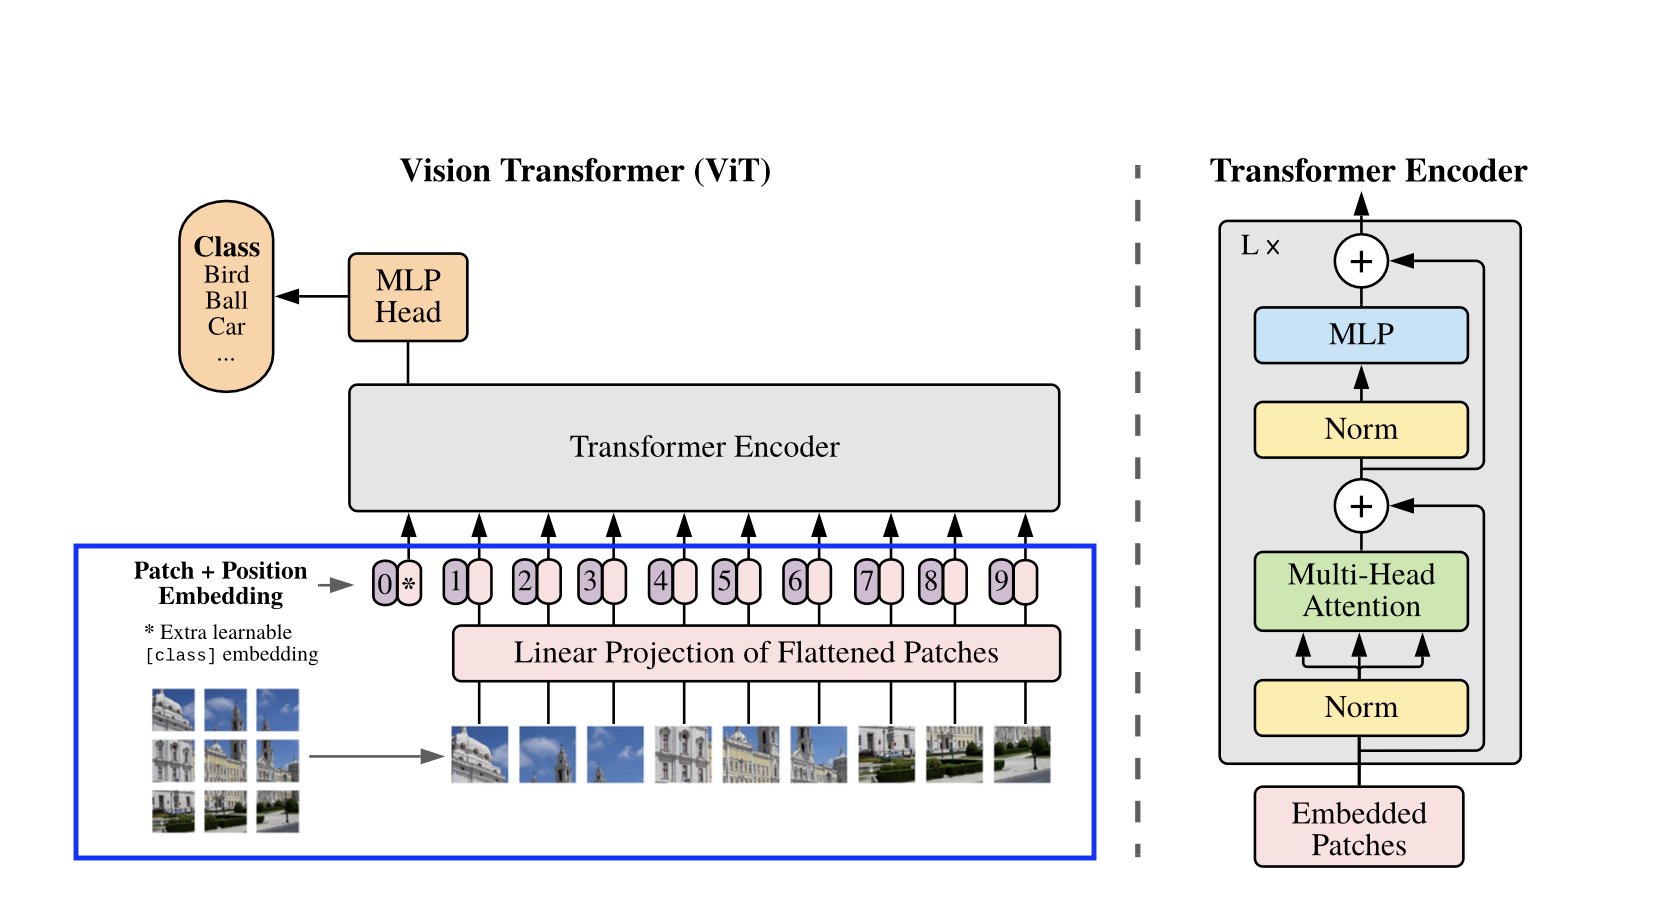 Vision Transformer (ViT)
Class
Bird
Ball
Car
...
MLP
Head
Transformer Encoder
Patch + Position
Embedding
0 * 1 2 3 4 5 6 7 8 9
* Extra learnable
[class] embedding
Linear Projection of Flattened Patches
Transformer Encoder
L ×
+
MLP
Norm
+
Multi-Head
Attention
Norm
Embedded
Patches